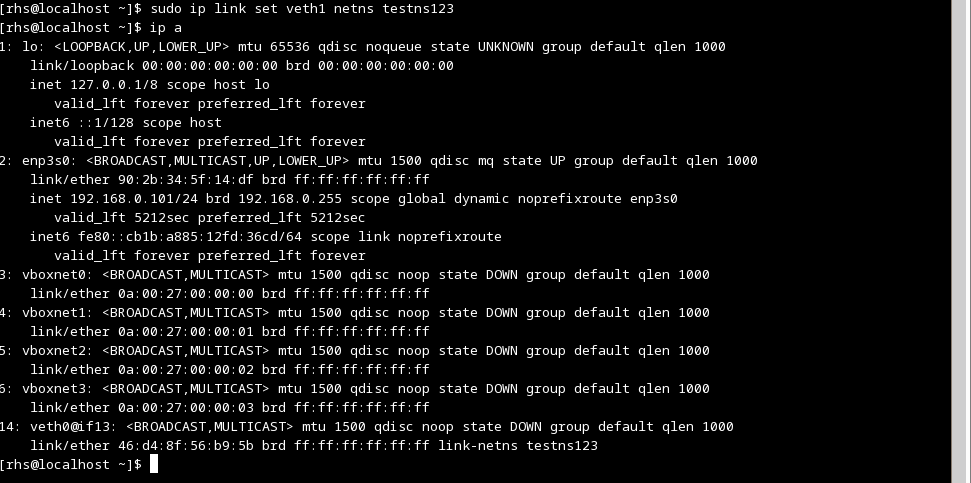 [rhs@localhost ~]$ sudo ip link set veth1 netns testns123
[rhs@localhost ~]$ ip a
1: lo: <LOOPBACK,UP,LOWER_UP> mtu 65536 qdisc noqueue state UNKNOWN group default qlen 1000
    link/loopback 00:00:00:00:00:00 brd 00:00:00:00:00:00
    inet 127.0.0.1/8 scope host lo
       valid_lft forever preferred_lft forever
    inet6 ::1/128 scope host
       valid_lft forever preferred_lft forever
2: enp3s0: <BROADCAST,MULTICAST,UP,LOWER_UP> mtu 1500 qdisc mq state UP group default qlen 1000
    link/ether 90:2b:34:5f:14:df brd ff:ff:ff:ff:ff:ff
    inet 192.168.0.101/24 brd 192.168.0.255 scope global dynamic noprefixroute enp3s0
       valid_lft 5212sec preferred_lft 5212sec
    inet6 fe80::cb1b:a885:12fd:36cd/64 scope link noprefixroute
       valid_lft forever preferred_lft forever
3: vboxnet0: <BROADCAST,MULTICAST> mtu 1500 qdisc noop state DOWN group default qlen 1000
    link/ether 0a:00:27:00:00:00 brd ff:ff:ff:ff:ff:ff
4: vboxnet1: <BROADCAST,MULTICAST> mtu 1500 qdisc noop state DOWN group default qlen 1000
    link/ether 0a:00:27:00:00:01 brd ff:ff:ff:ff:ff:ff
5: vboxnet2: <BROADCAST,MULTICAST> mtu 1500 qdisc noop state DOWN group default qlen 1000
    link/ether 0a:00:27:00:00:02 brd ff:ff:ff:ff:ff:ff
6: vboxnet3: <BROADCAST,MULTICAST> mtu 1500 qdisc noop state DOWN group default qlen 1000
    link/ether 0a:00:27:00:00:03 brd ff:ff:ff:ff:ff:ff
14: veth0@if13: <BROADCAST,MULTICAST> mtu 1500 qdisc noop state DOWN group default qlen 1000
    link/ether 46:d4:8f:56:b9:5b brd ff:ff:ff:ff:ff:ff link-netns testns123
[rhs@localhost ~]$